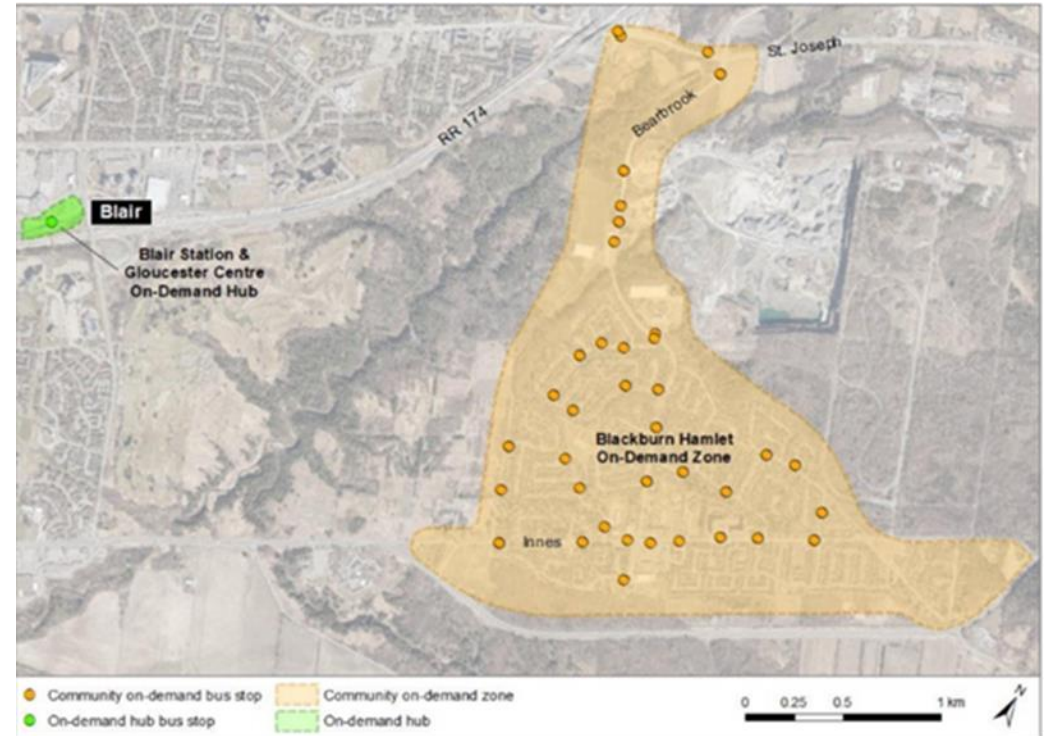 St. Joseph
Bearbrook
RR 174
Blair
Blair Station &
Gloucester Centre
On-Demand Hub
Blackburn Hamlet
On-Demand Zone
Innes
Community on-demand bus stop
Community on-demand zone
On-demand hub bus stop
On-demand hub
0 0.25 0.5 1 km
N